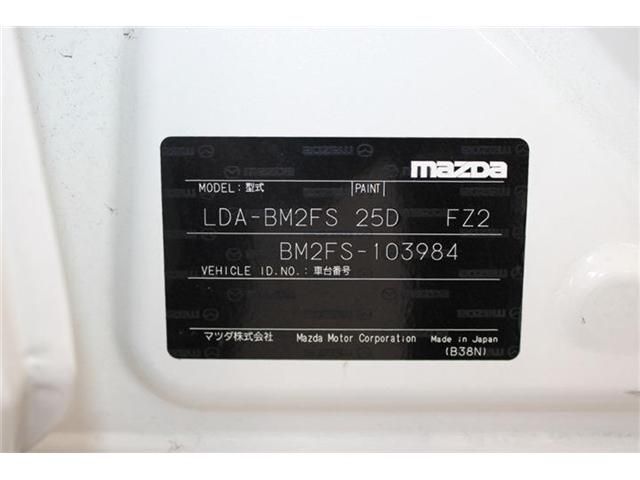 mazda
MODEL:型式 PAINT
LDA-BM2FS 25D FZ2
BM2FS-103984
VEHICLE ID.NO.:車台番号
マツダ株式会社 Mazda Motor Corporation Made in Japan
(B38N)